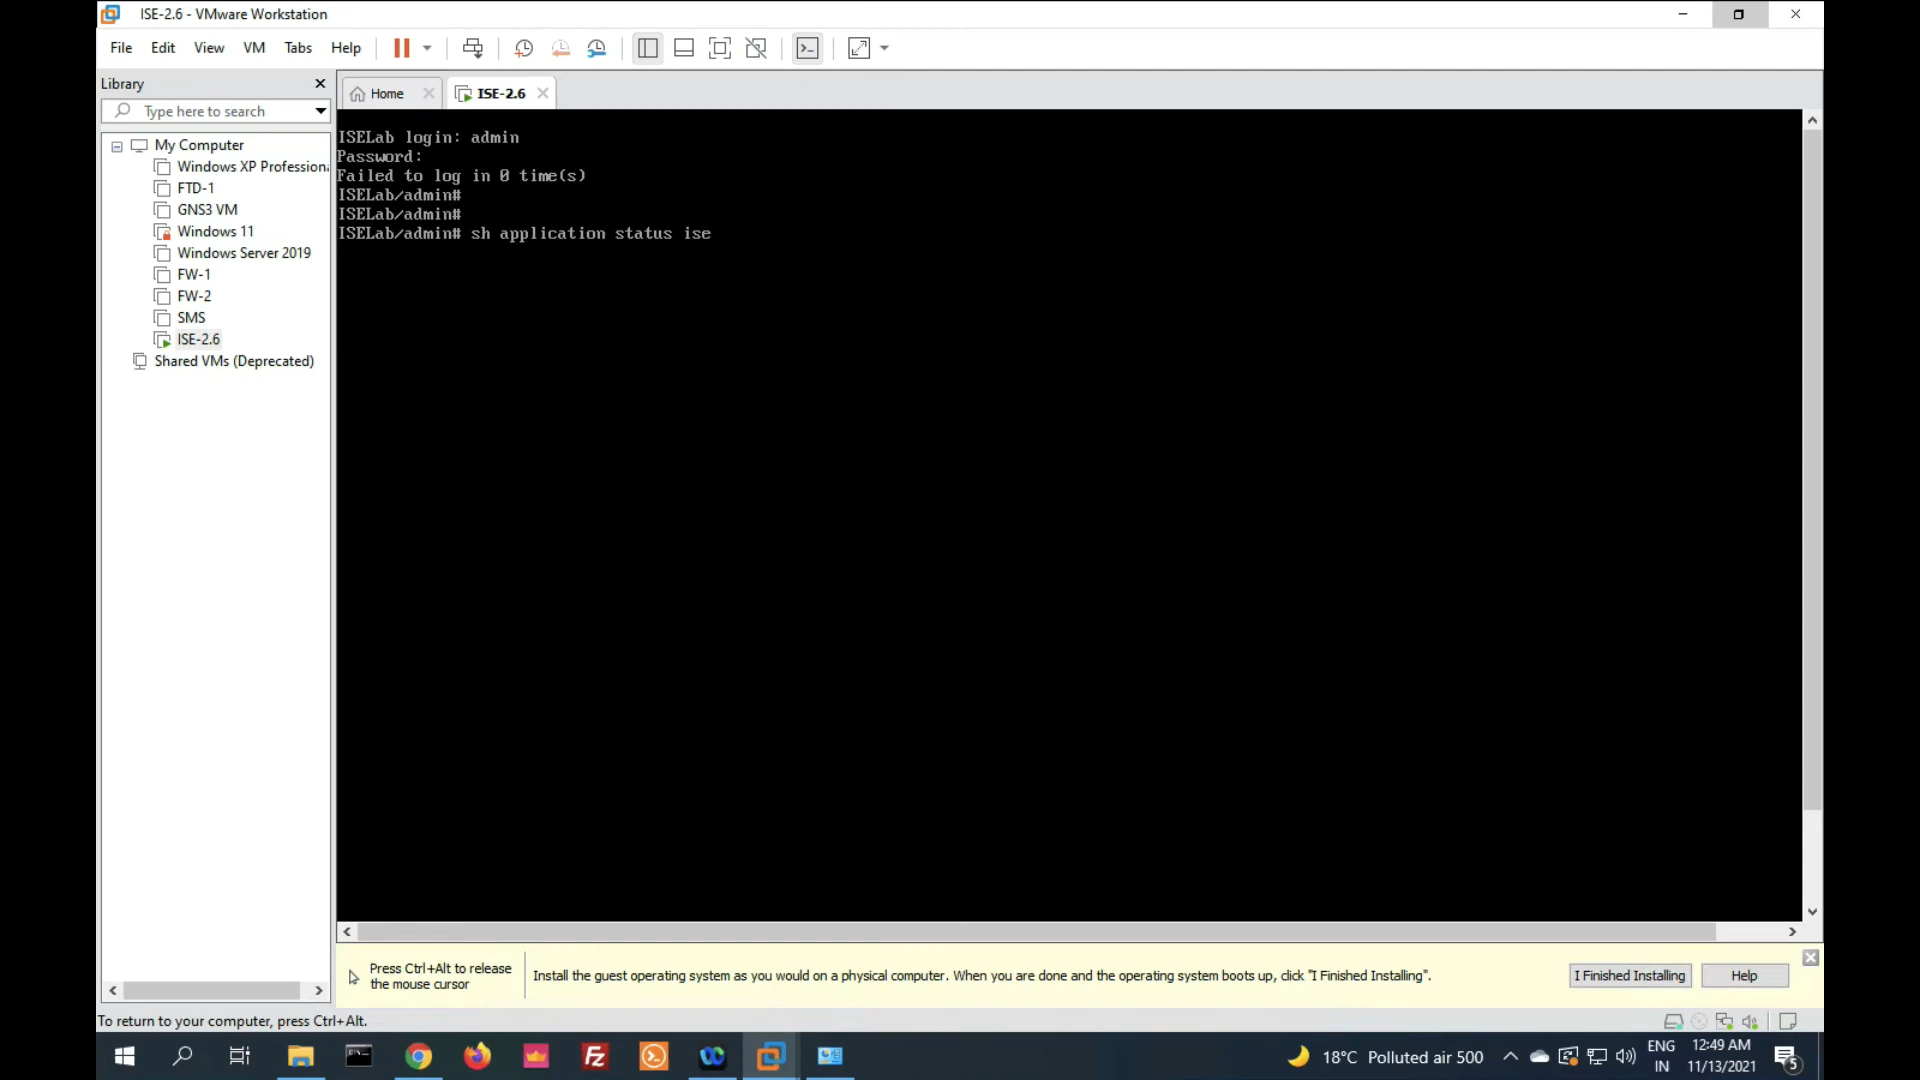 ISE-2.6 - VMware Workstation
File Edit View VM Tabs Help
Library
Type here to search
Home
ISE-2.6
My Computer
Windows XP Professiona
FTD-1
GNS3 VM
Windows 11
Windows Server 2019
FW-1
FW-2
SMS
ISE-2.6
Shared VMs (Deprecated)
ISELab login: admin
Password:
Failed to log in 0 time(s)
ISELab/admin#
ISELab/admin#
ISELab/admin# sh application status ise
Press Ctrl+Alt to release
the mouse cursor
Install the guest operating system as you would on a physical computer. When you are done and the operating system boots up, click "I Finished Installing".
I Finished Installing
Help
To return to your computer, press Ctrl+Alt.
Fz
18°C Polluted air 500
ENG
IN
12:49 AM
11/13/2021
5